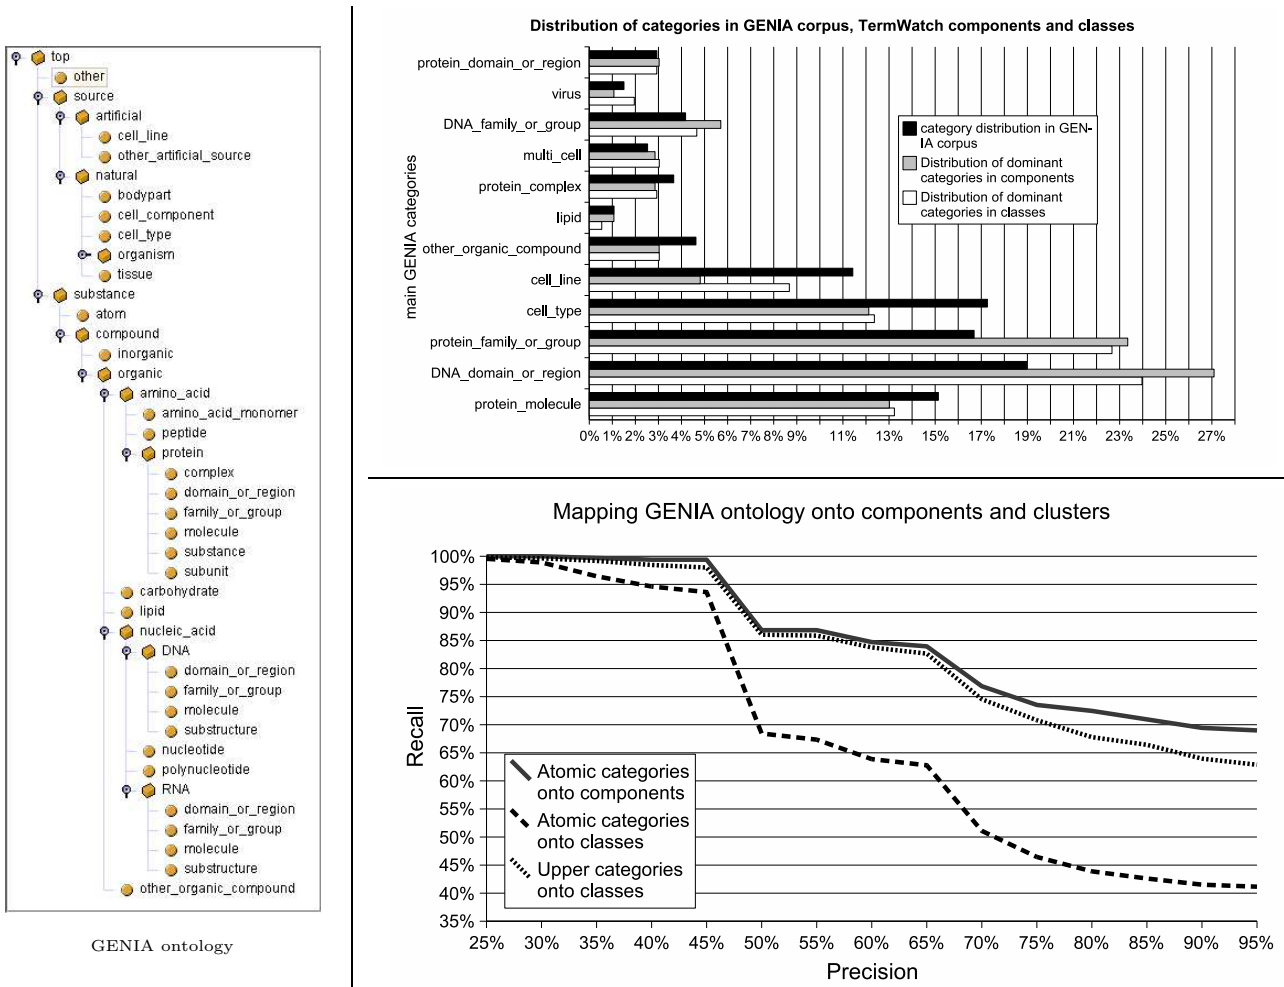 top
other
source
artificial
cell_line
other_artificial_source
natural
bodypart
cell_component
cell_type
organism
tissue
substance
atom
compound
inorganic
organic
amino_acid
amino_acid_monomer
peptide
protein
complex
domain_or_region
family_or_group
molecule
substance
subunit
carbohydrate
lipid
nucleic_acid
DNA
domain_or_region
family_or_group
molecule
substructure
nucleotide
polynucleotide
RNA
domain_or_region
family_or_group
molecule
substructure
other_organic_compound
GENIA ontology
Distribution of categories in GENIA corpus, TermWatch components and classes
main GENIA categories
protein_domain_or_region
virus
DNA_family_or_group
multi_cell
protein_complex
lipid
other_organic_compound
cell_line
cell_type
protein_family_or_group
DNA_domain_or_region
protein_molecule
category distribution in GEN-
IA corpus
Distribution of dominant
categories in components
Distribution of dominant
categories in classes
0% 1% 2% 3% 4% 5% 6% 7% 8% 9% 11% 13% 15% 17% 19% 21% 23% 25% 27%
Mapping GENIA ontology onto components and clusters
Recall
100%
95%
90%
85%
80%
75%
70%
65%
60%
55%
50%
45%
40%
35%
Atomic categories
onto components
Atomic categories
onto classes
Upper categories
onto classes
25% 30% 35% 40% 45% 50% 55% 60% 65% 70% 75% 80% 85% 90% 95%
Precision